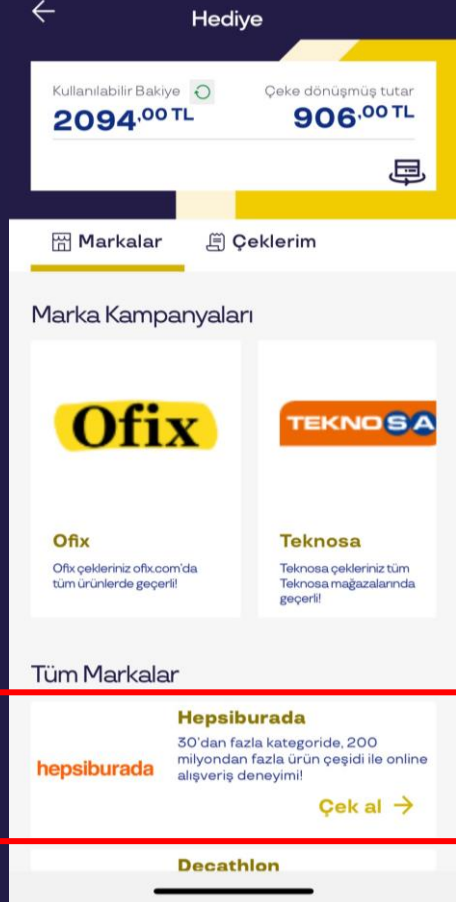 Hediye
Kullanılabilir Bakiye
2094,00 TL
Çeke dönüşmüş tutar
906,00 TL
Markalar
Çeklerim
Marka Kampanyaları
Ofix
TEKNOSA
Ofix
Ofix çekleriniz ofix.com'da
tüm ürünlerde geçerli!
Teknosa
Teknosa çekleriniz tüm
Teknosa mağazalarında
geçerli!
Tüm Markalar
hepsiburada
Hepsiburada
30'dan fazla kategoride, 200
milyondan fazla ürün çeşidi ile online
alışveriş deneyimi!
Çek al
Decathlon